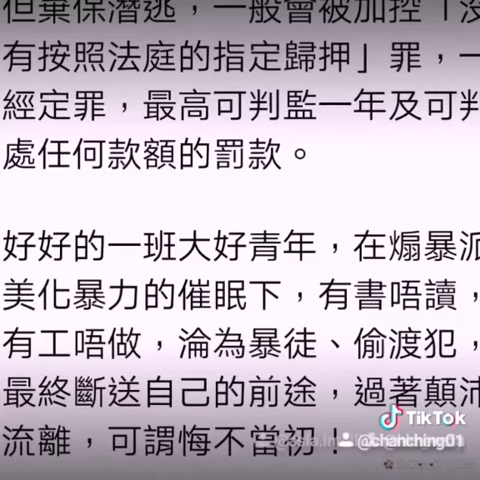 但棄保潛逃，一般會被加控「沒
有按照法庭的指定歸押」罪，一
經定罪，最高可判監一年及可判
處任何款額的罰款。
好好的一班大好青年，在煽暴派
美化暴力的催眠下，有書唔讀，
有工唔做，淪為暴徒、偷渡犯，
最終斷送自己的前途，過著顛沛
流離，可謂悔不當初！
TikTok
@chanching01